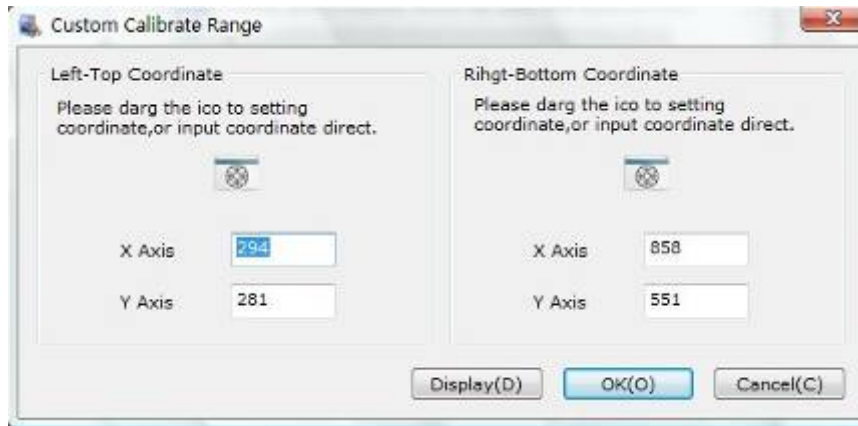 Custom Calibrate Range
Left-Top Coordinate
Please darg the ico to setting
coordinate,or input coordinate direct.
X Axis 294
Y Axis 281
Rihgt-Bottom Coordinate
Please darg the ico to setting
coordinate,or input coordinate direct.
X Axis 858
Y Axis 551
Display(D) OK(O) Cancel(C)